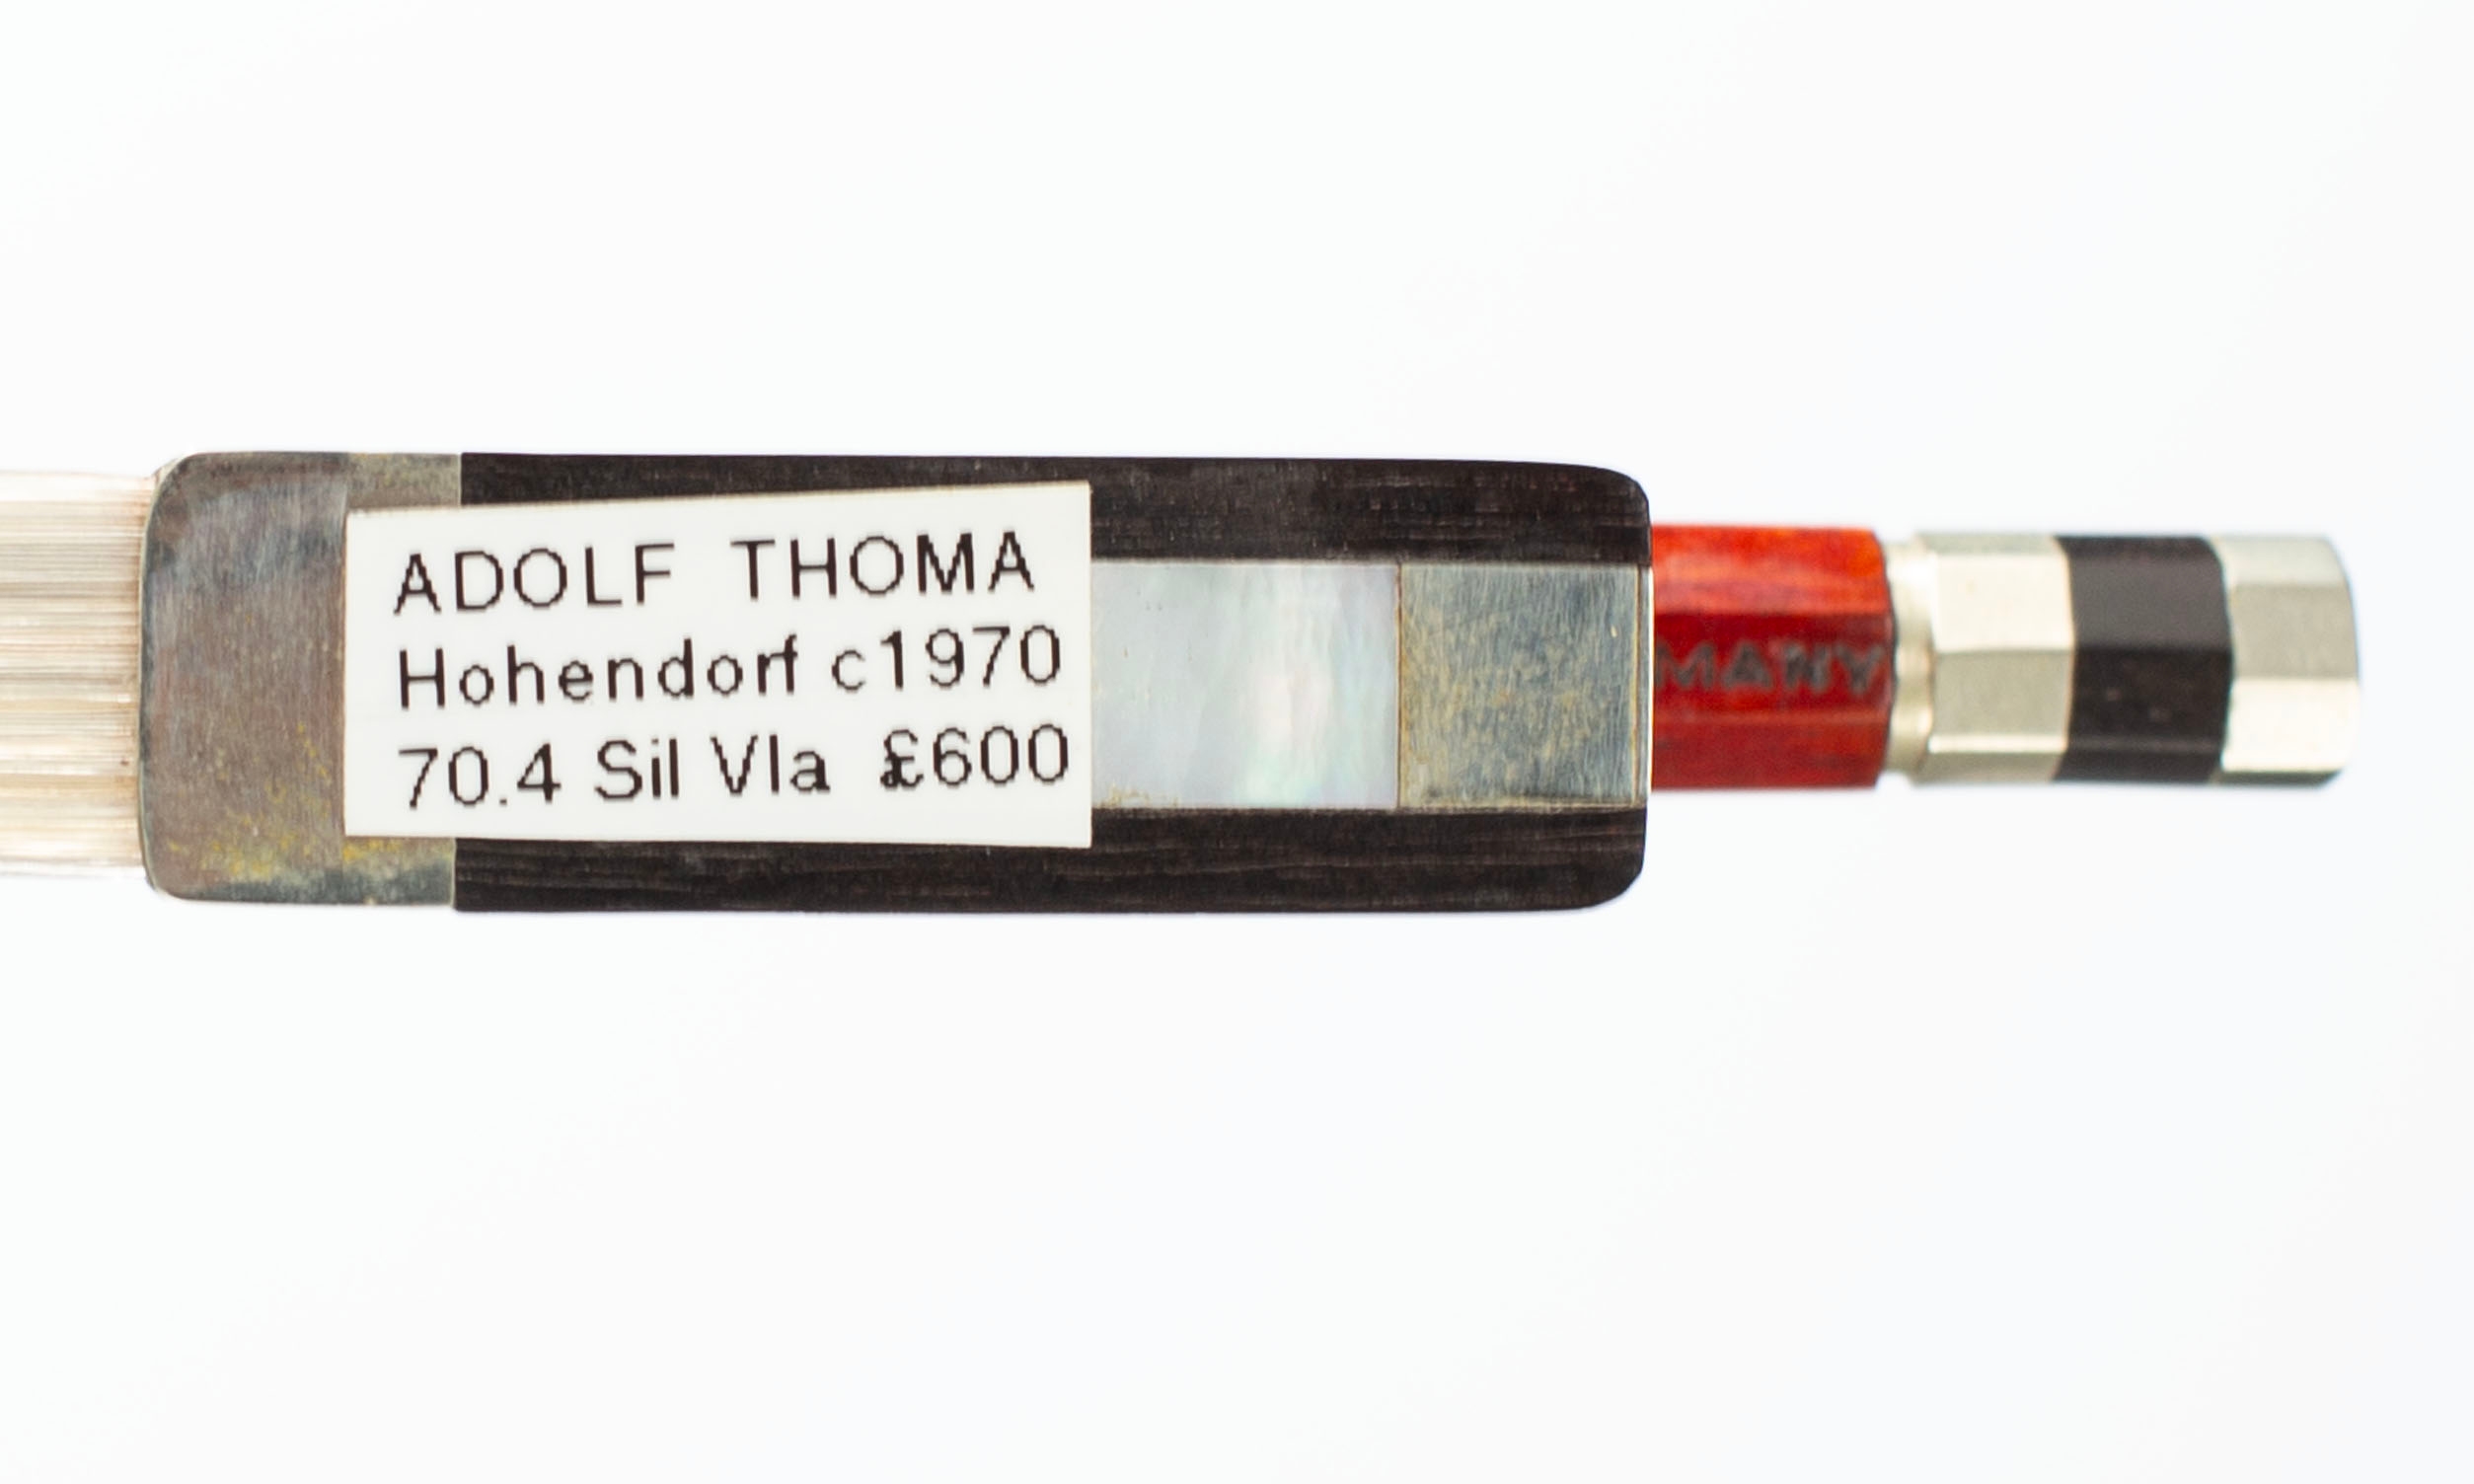 ADOLF THOMA
Hohendorf c1970
70.4 Sil Vla £600
MANY